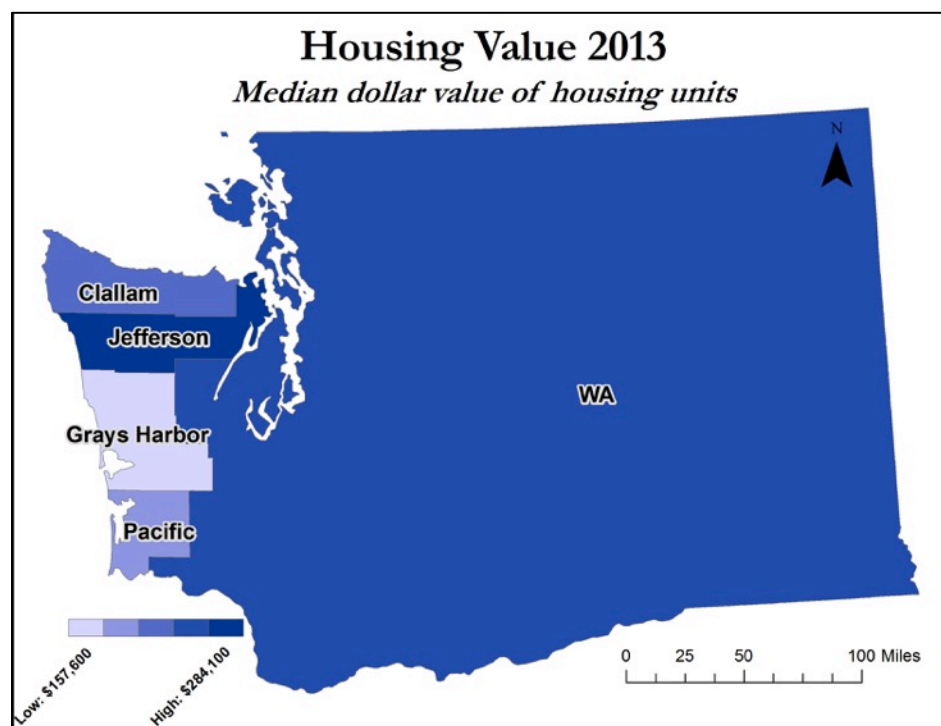 Housing Value 2013
Median dollar value of housing units
N
Clallam
Jefferson
WA
Grays Harbor
Pacific
Low: $157,600
High: $284,100
0 25 50 100 Miles